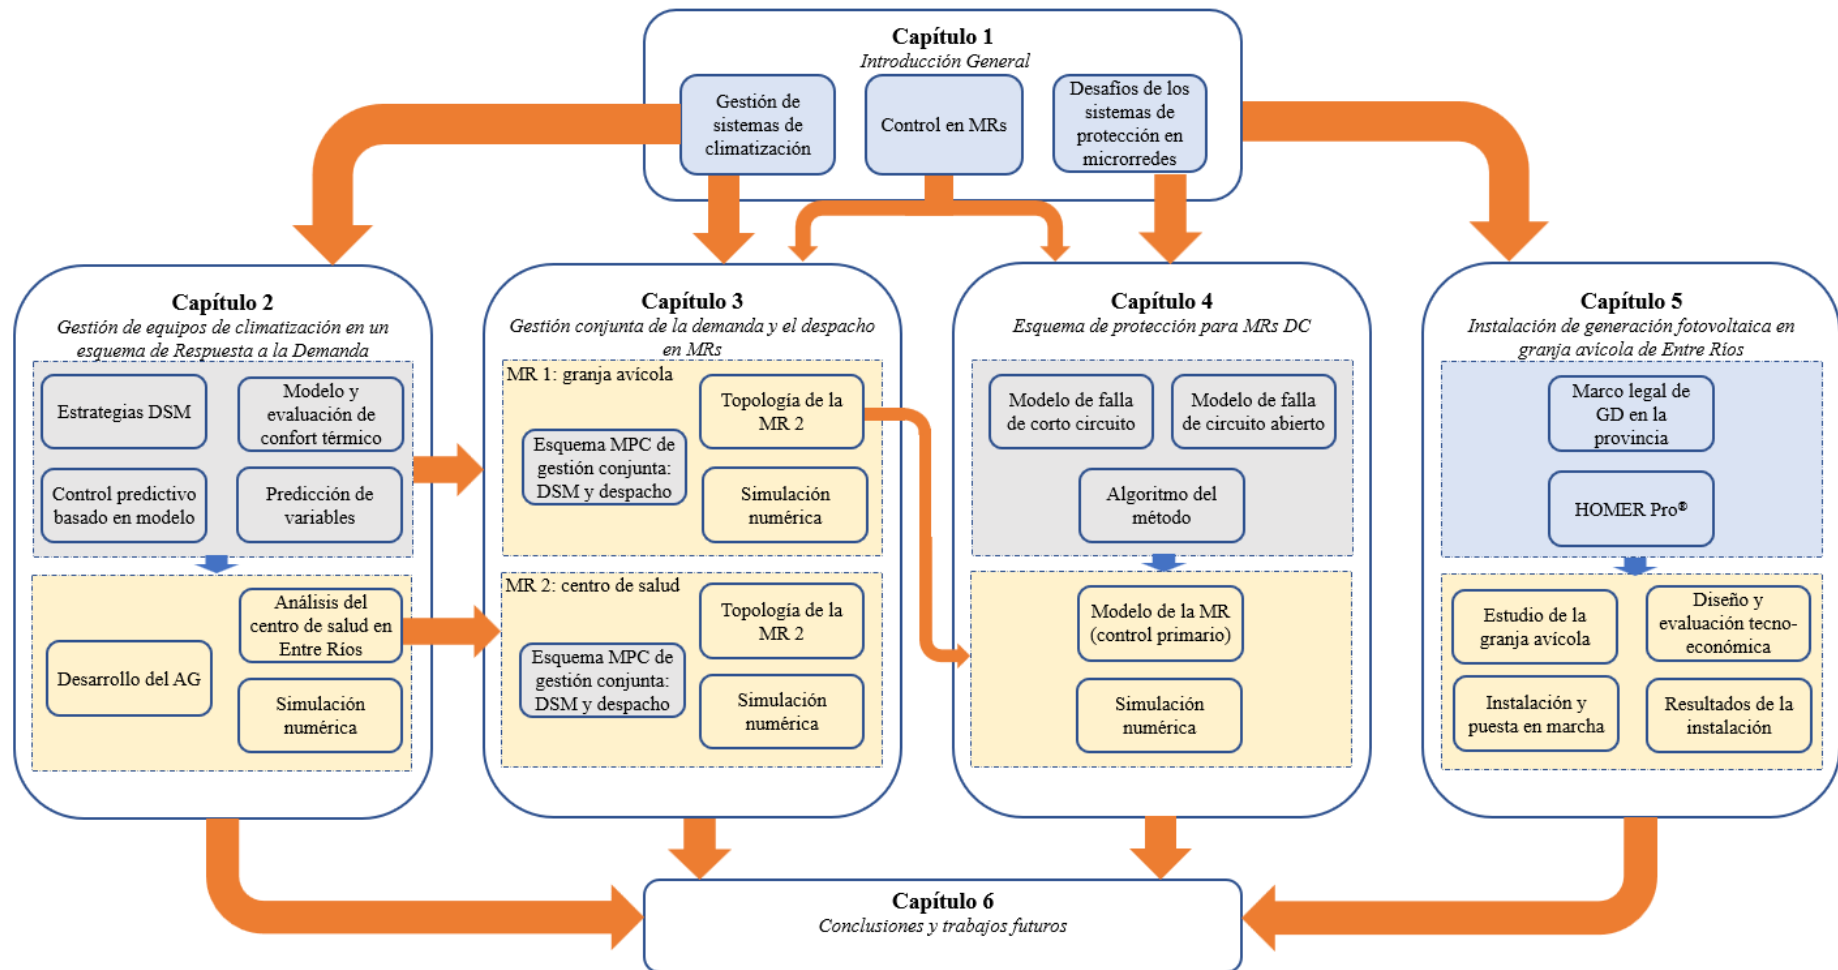 Capítulo 1
Introducción General
Gestión de
sistemas de
climatización
Control en MRs
Desafíos de los
sistemas de
protección en
microrredes
Capítulo 2
Gestión de equipos de climatización en un
esquema de Respuesta a la Demanda
Estrategias DSM
Modelo y
evaluación de
confort térmico
Control predictivo
basado en modelo
Predicción de
variables
Desarrollo del AG
Análisis del
centro de salud en
Entre Ríos
Simulación
numérica
Capítulo 3
Gestión conjunta de la demanda y el despacho
en MRs
MR 1: granja avícola
Esquema MPC de
gestión conjunta:
DSM y despacho
Topología de la
MR 2
Simulación
numérica
MR 2: centro de salud
Esquema MPC de
gestión conjunta:
DSM y despacho
Topología de la
MR 2
Simulación
numérica
Capítulo 4
Esquema de protección para MRs DC
Modelo de falla
de corto circuito
Modelo de falla
de circuito abierto
Algoritmo del
método
Modelo de la MR
(control primario)
Simulación
numérica
Capítulo 5
Instalación de generación fotovoltaica en
granja avícola de Entre Ríos
Marco legal de
GD en la
provincia
HOMER Pro®
Estudio de la
granja avícola
Diseño y
evaluación tecno-
económica
Instalación y
puesta en marcha
Resultados de la
instalación
Capítulo 6
Conclusiones y trabajos futuros